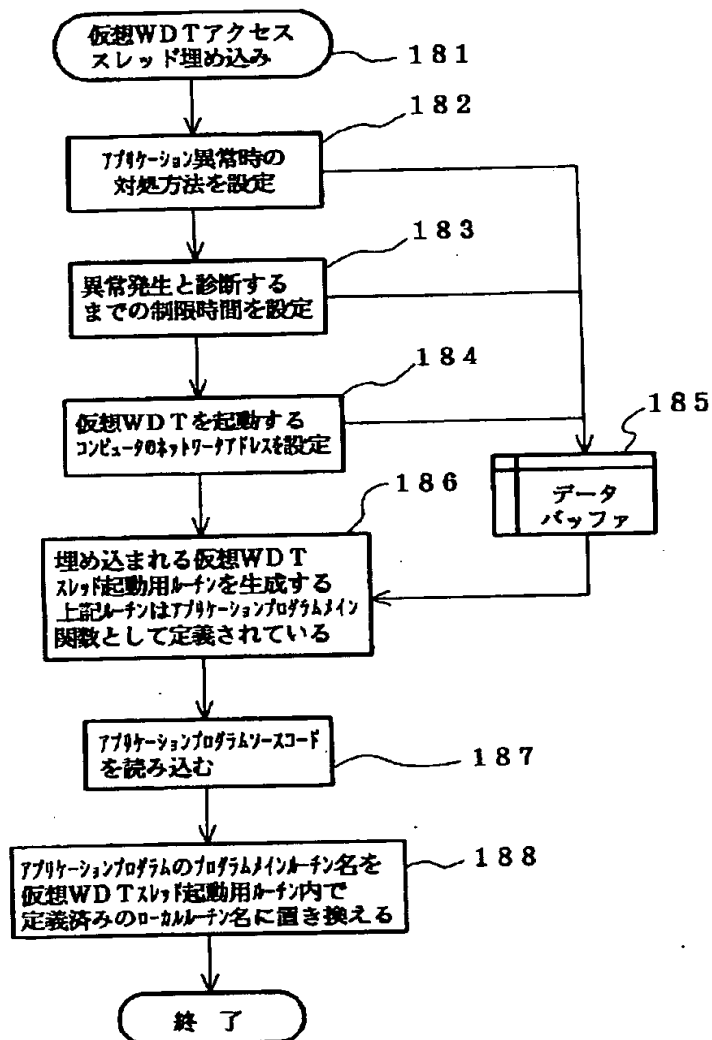 仮想WDTアクセス
スレッド埋め込み
181
182
アプリケーション異常時の
対処方法を設定
183
異常発生と診断する
までの制限時間を設定
184
仮想WDTを起動する
コンピュータのネットワークアドレスを設定
185
データ
バッファ
186
埋め込まれる仮想WDT
スレッド起動用ルーチンを生成する
上記ルーチンはアプリケーションプログラムメイン
関数として定義されている
アプリケーションプログラムソースコード
を読み込む
187
アプリケーションプログラムのプログラムメインルーチン名を
仮想WDTスレッド起動用ルーチン内で
定義済みのローカルルーチン名に置き換える
188
終了